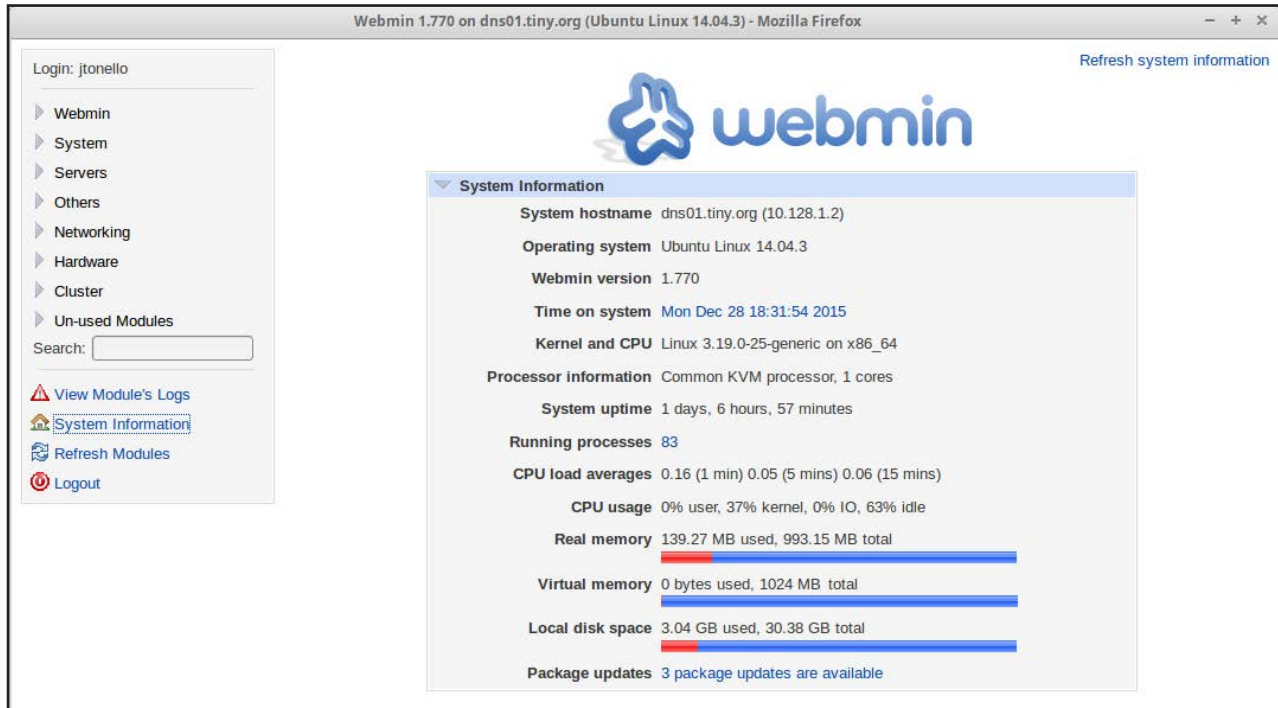 Webmin 1.770 on dns01.tiny.org (Ubuntu Linux 14.04.3) - Mozilla Firefox
Login: jtonello
Webmin
System
Servers
Others
Networking
Hardware
Cluster
Un-used Modules
Search:
View Module's Logs
System Information
Refresh Modules
Logout
Refresh system information
webmin
System Information
System hostname dns01.tiny.org (10.128.1.2)
Operating system Ubuntu Linux 14.04.3
Webmin version 1.770
Time on system Mon Dec 28 18:31:54 2015
Kernel and CPU Linux 3.19.0-25-generic on x86_64
Processor information Common KVM processor, 1 cores
System uptime 1 days, 6 hours, 57 minutes
Running processes 83
CPU load averages 0.16 (1 min) 0.05 (5 mins) 0.06 (15 mins)
CPU usage 0% user, 37% kernel, 0% IO, 63% idle
Real memory 139.27 MB used, 993.15 MB total
Virtual memory 0 bytes used, 1024 MB total
Local disk space 3.04 GB used, 30.38 GB total
Package updates 3 package updates are available